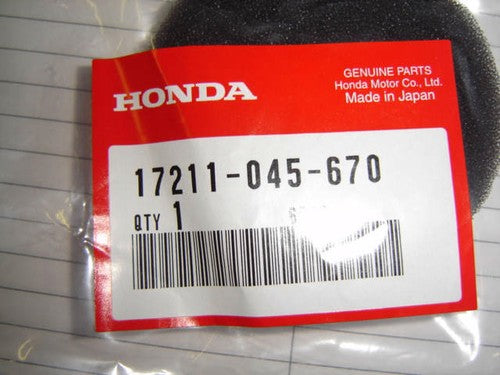 HONDA
GENUINE PARTS
Honda Motor Co., Ltd.
Made in Japan
17211-045-670
QTY 1